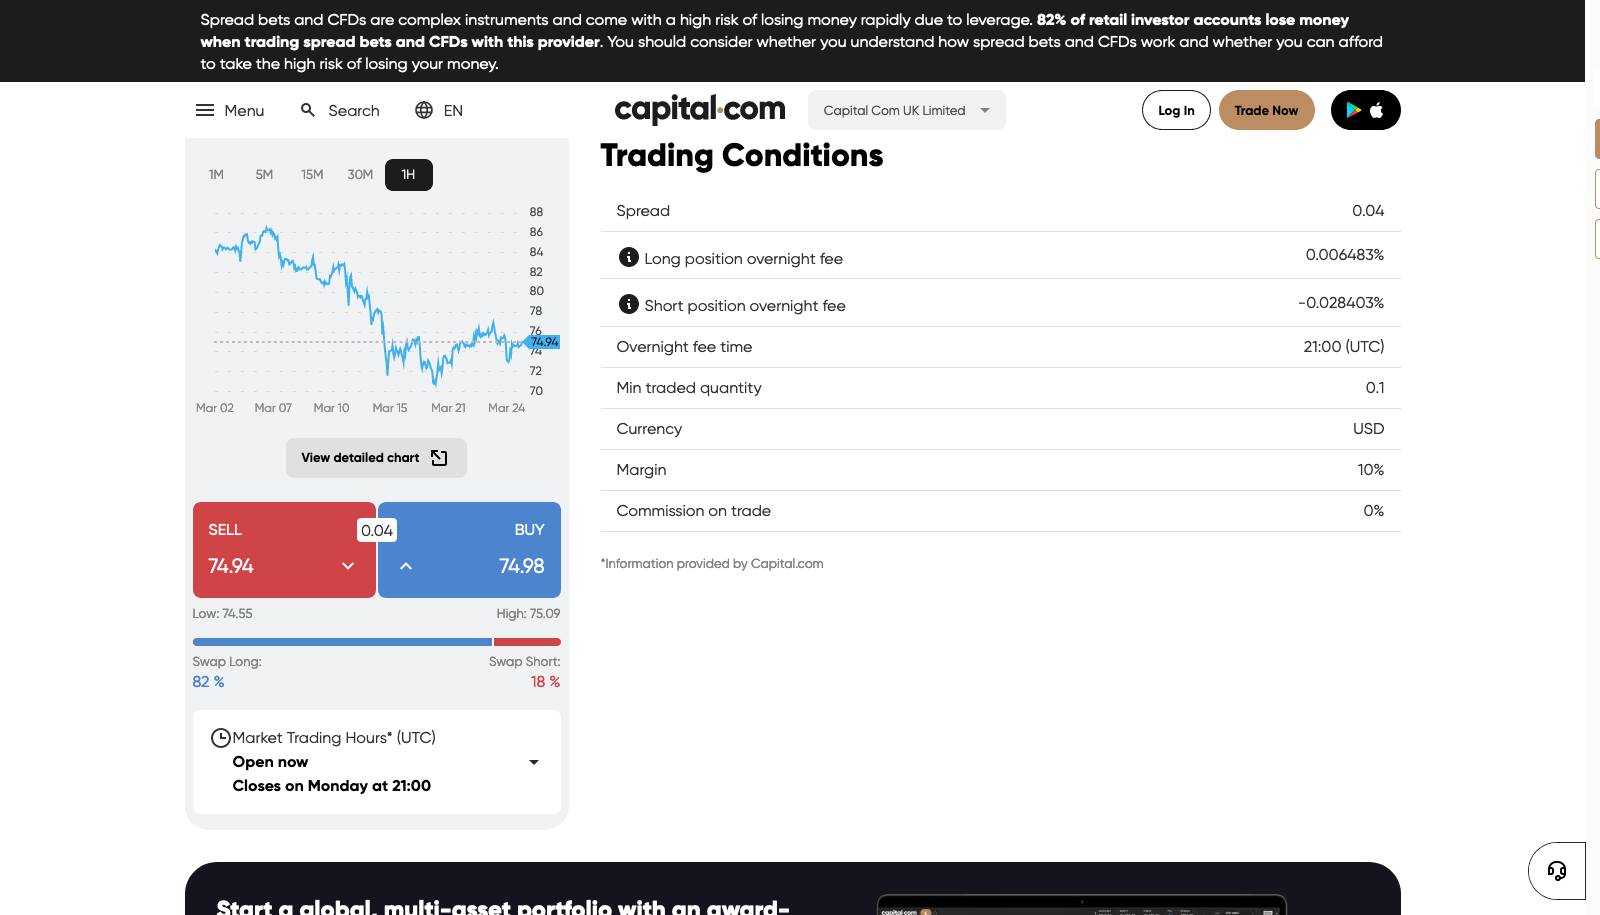 Spread bets and CFDs are complex instruments and come with a high risk of losing money rapidly due to leverage. 82% of retail investor accounts lose money
when trading spread bets and CFDs with this provider. You should consider whether you understand how spread bets and CFDs work and whether you can afford
to take the high risk of losing your money.
Menu Search EN capital.com Capital Com UK Limited Log In Trade Now
Trading Conditions
1M 5M 15M 30M 1H
88
86
84
82
80
78
76
74.94
74
72
70
Mar 02 Mar 07 Mar 10 Mar 15 Mar 21 Mar 24
View detailed chart
SELL 0.04 BUY
74.94 74.98
Low: 74.55 High: 75.09
Swap Long: Swap Short:
82 % 18 %
Market Trading Hours* (UTC)
Open now
Closes on Monday at 21:00
Spread 0.04
Long position overnight fee 0.006483%
Short position overnight fee -0.028403%
Overnight fee time 21:00 (UTC)
Min traded quantity 0.1
Currency USD
Margin 10%
Commission on trade 0%
*Information provided by Capital.com
Start a global, multi-asset portfolio with an award-
capital.com